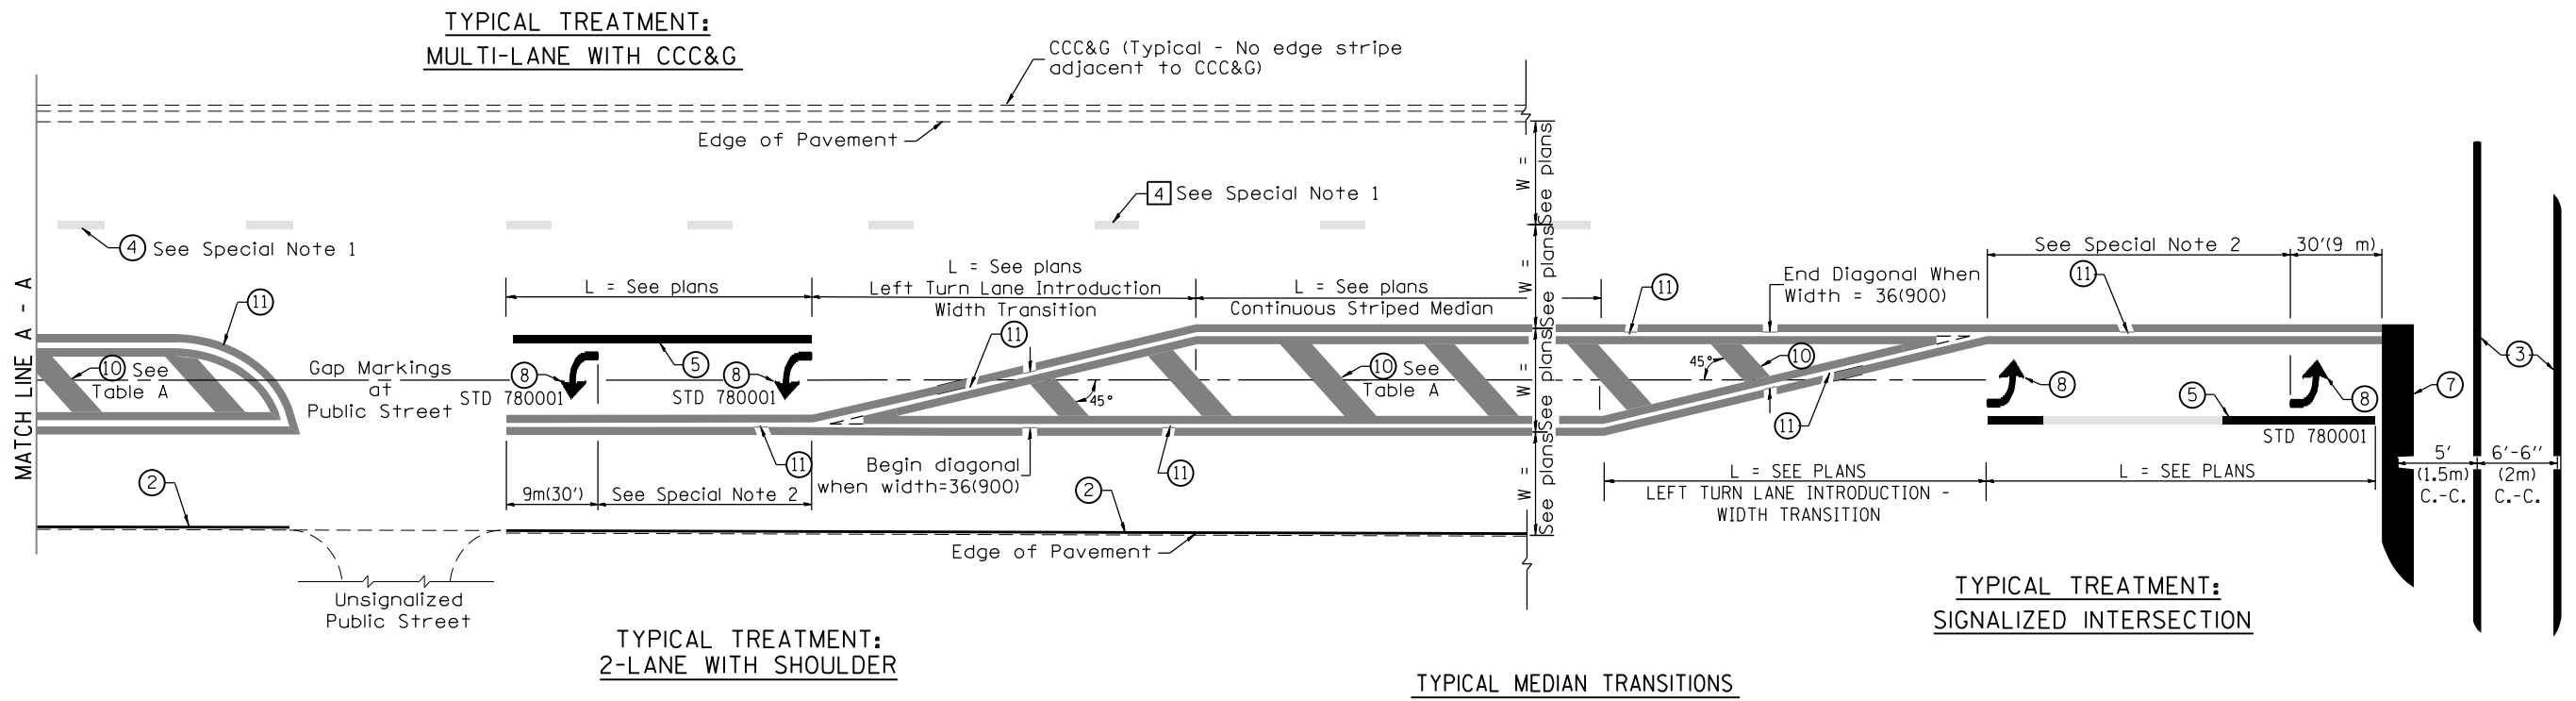 TYPICAL TREATMENT:
MULTI-LANE WITH CCC&G
CCC&G (Typical - No edge stripe
adjacent to CCC&G)
Edge of Pavement
4 See Special Note 1
4 See Special Note 1
W =
See plans
W =
See plans
W =
See plans
W =
See plans
MATCH LINE A - A
11
10 See
Table A
Gap Markings
at
Public Street
L = See plans
5
8
STD 780001
8
STD 780001
L = See plans
Left Turn Lane Introduction
Width Transition
11
L = See plans
Continuous Striped Median
11
End Diagonal When
Width = 36(900)
See Special Note 2
30'(9 m)
11
45°
10 See
Table A
45°
10
11
8
8
5
STD 780001
7
3
5'
(1.5m)
C.-C.
6'-6''
(2m)
C.-C.
11
Begin diagonal
when width=36(900)
11
2
9m(30')
See Special Note 2
2
L = SEE PLANS
LEFT TURN LANE INTRODUCTION -
WIDTH TRANSITION
L = SEE PLANS
Edge of Pavement
Unsignalized
Public Street
TYPICAL TREATMENT:
2-LANE WITH SHOULDER
TYPICAL TREATMENT:
SIGNALIZED INTERSECTION
TYPICAL MEDIAN TRANSITIONS